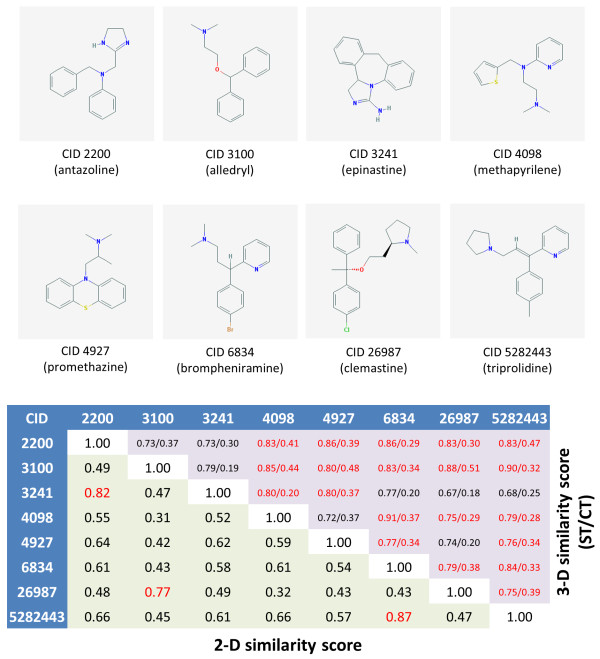 CID 2200 CID 3100 CID 3241 CID 4098
(antazoline) (alledryl) (epinastine) (methapyrilene)
CID 4927 CID 6834 CID 26987 CID 5282443
(promethazine) (brompheniramine) (clemastine) (triprolidine)
CID 2200 3100 3241 4098 4927 6834 26987 5282443
2200 1.00 0.73/0.37 0.73/0.30 0.83/0.41 0.86/0.39 0.86/0.29 0.83/0.30 0.83/0.47
3100 0.49 1.00 0.79/0.19 0.85/0.44 0.80/0.48 0.83/0.34 0.88/0.51 0.90/0.32
3241 0.82 0.47 1.00 0.80/0.20 0.80/0.37 0.77/0.20 0.67/0.18 0.68/0.25
4098 0.55 0.31 0.52 1.00 0.72/0.37 0.91/0.37 0.75/0.29 0.79/0.28
4927 0.64 0.42 0.62 0.59 1.00 0.77/0.34 0.74/0.20 0.76/0.34
6834 0.61 0.43 0.58 0.61 0.54 1.00 0.79/0.38 0.84/0.33
26987 0.48 0.77 0.49 0.32 0.43 0.43 1.00 0.75/0.39
5282443 0.66 0.45 0.61 0.66 0.57 0.87 0.47 1.00
2-D similarity score
3-D similarity score
(ST/CT)